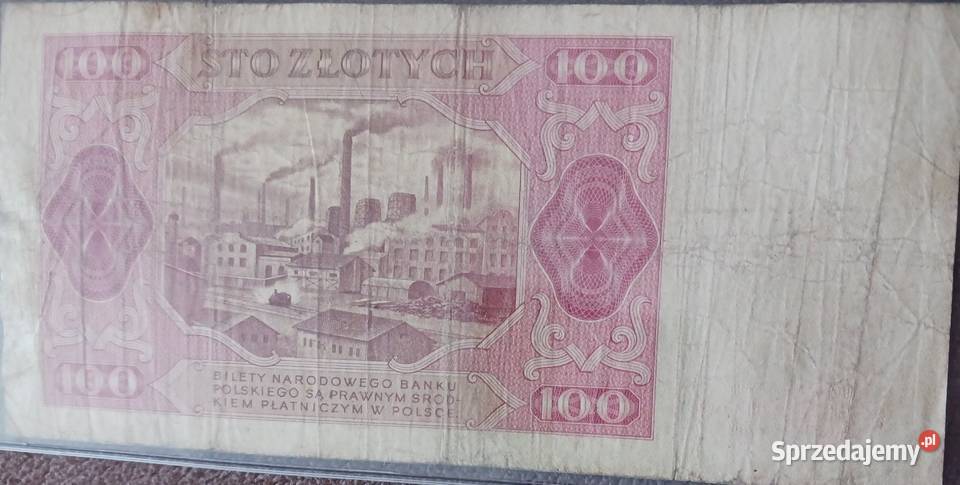 100 STO ZŁOTYCH 100
BILETY NARODOWEGO BANKU
POLSKIEGO SĄ PRAWNYM ŚROD-
KIEM PŁATNICZYM W POLSCE.
100 100
Sprzedajemy.pl